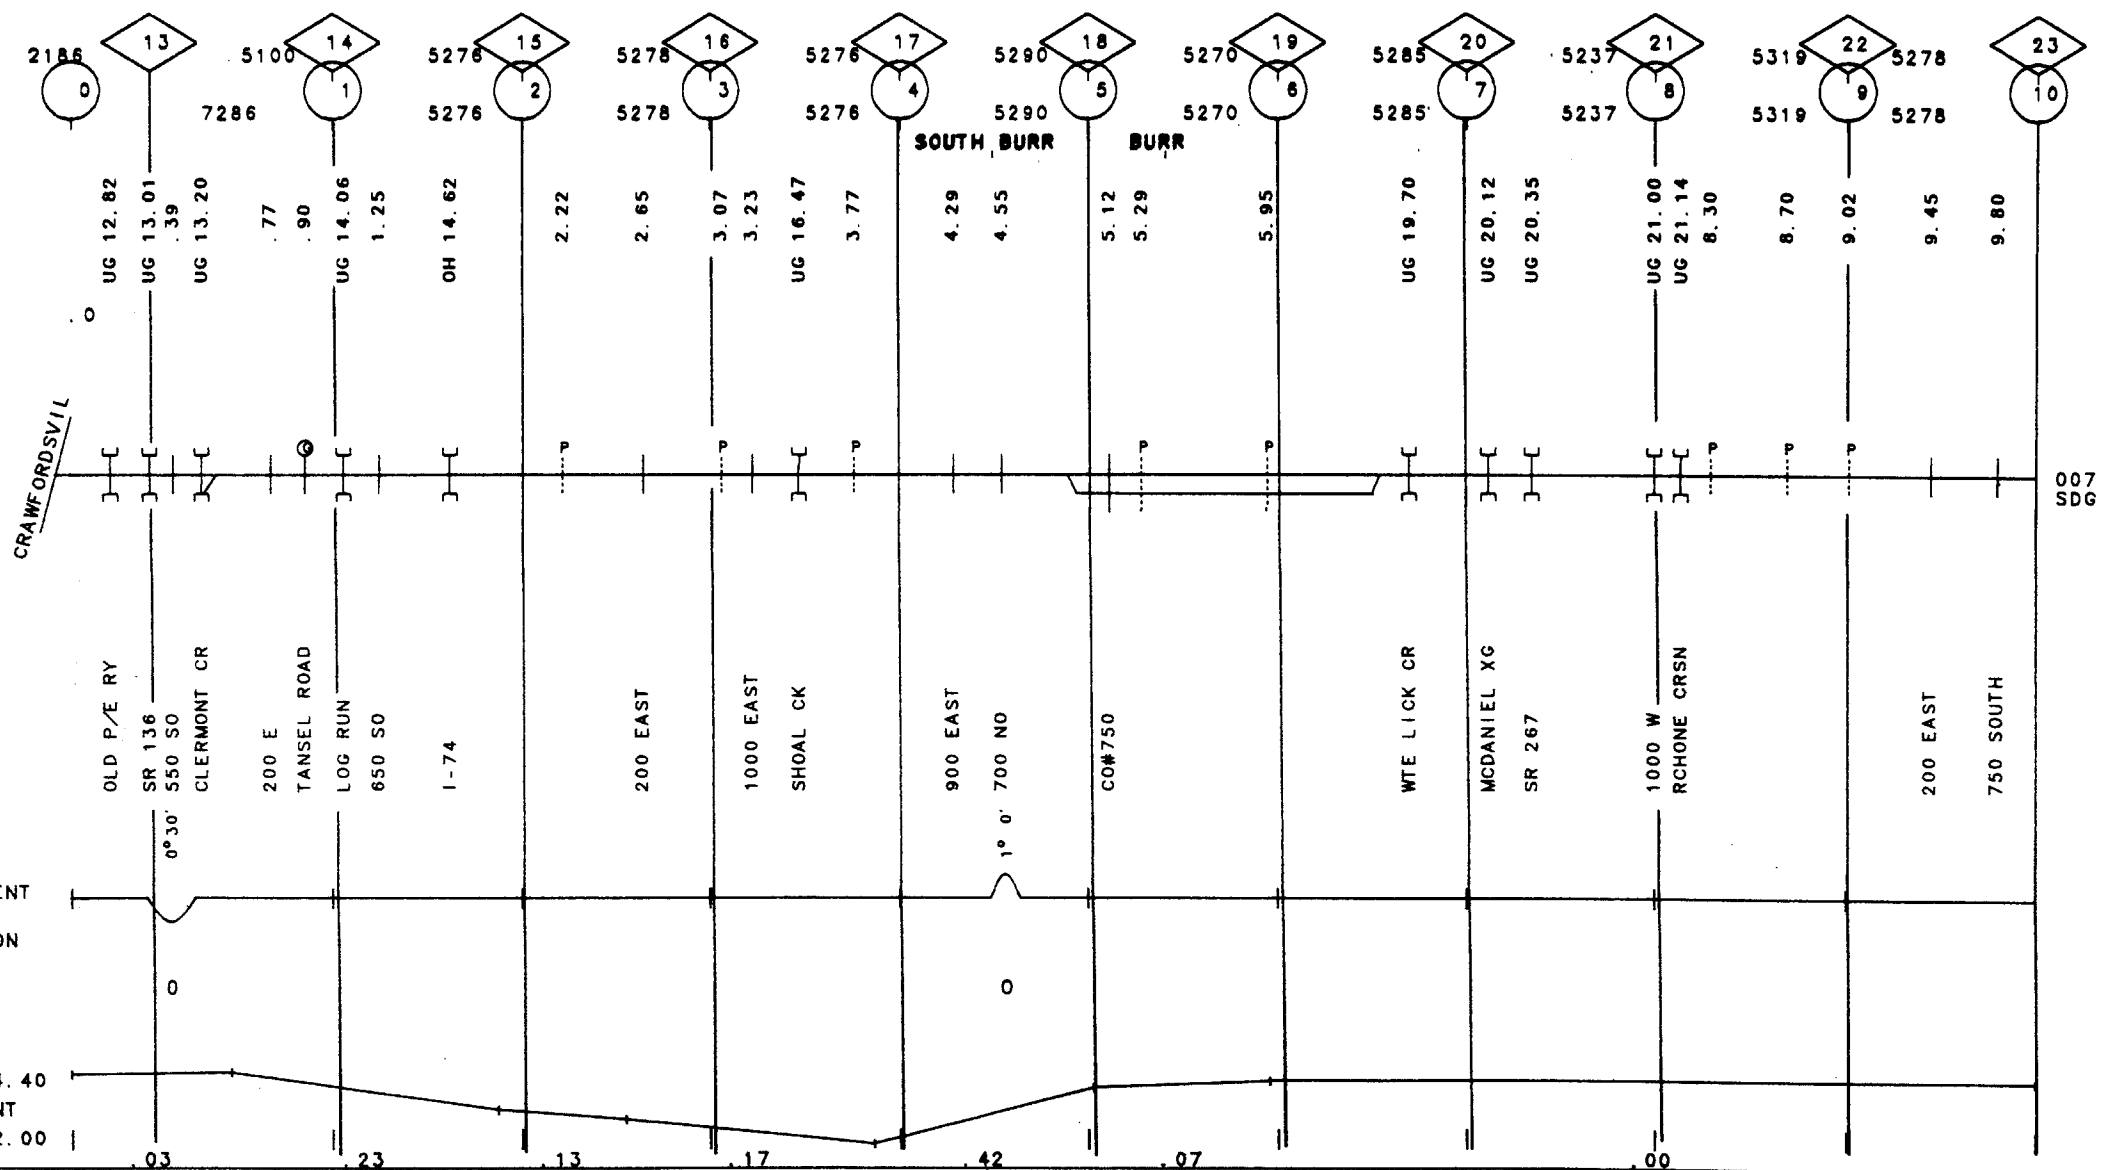 13 14 15 16 17 18 19 20 21 22 23
2186 5100 5276 5278 5276 5290 5270 5285 5237 5319 5278
0 1 2 3 4 5 6 7 8 9 10
7286 5276 5278 5276 5290 5270 5285 5237 5319 5278
SOUTH BURR BURR
UG 12.82
UG 13.01
.39
UG 13.20
.77
.90
UG 14.06
1.25
OH 14.62
2.22
2.65
3.07
3.23
UG 16.47
3.77
4.29
4.55
5.12
5.29
5.95
UG 19.70
UG 20.12
UG 20.35
UG 21.00
UG 21.14
8.30
8.70
9.02
9.45
9.80
. 0
CRAWFORDSVIL
P P P P P P P P
007
SDG
OLD P/E RY
SR 136
550 SO
CLERMONT CR
200 E
TANSEL ROAD
LOG RUN
650 SO
I-74
200 EAST
1000 EAST
SHOAL CK
900 EAST
700 NO
CO#750
WTE LICK CR
MCDANIEL XG
SR 267
1000 W
RCHONE CRSN
200 EAST
750 SOUTH
0° 30'
1° 0'
ENT
ON
0 0
.40
NT
2.00
.03 .23 .13 .17 .42 .07 .00